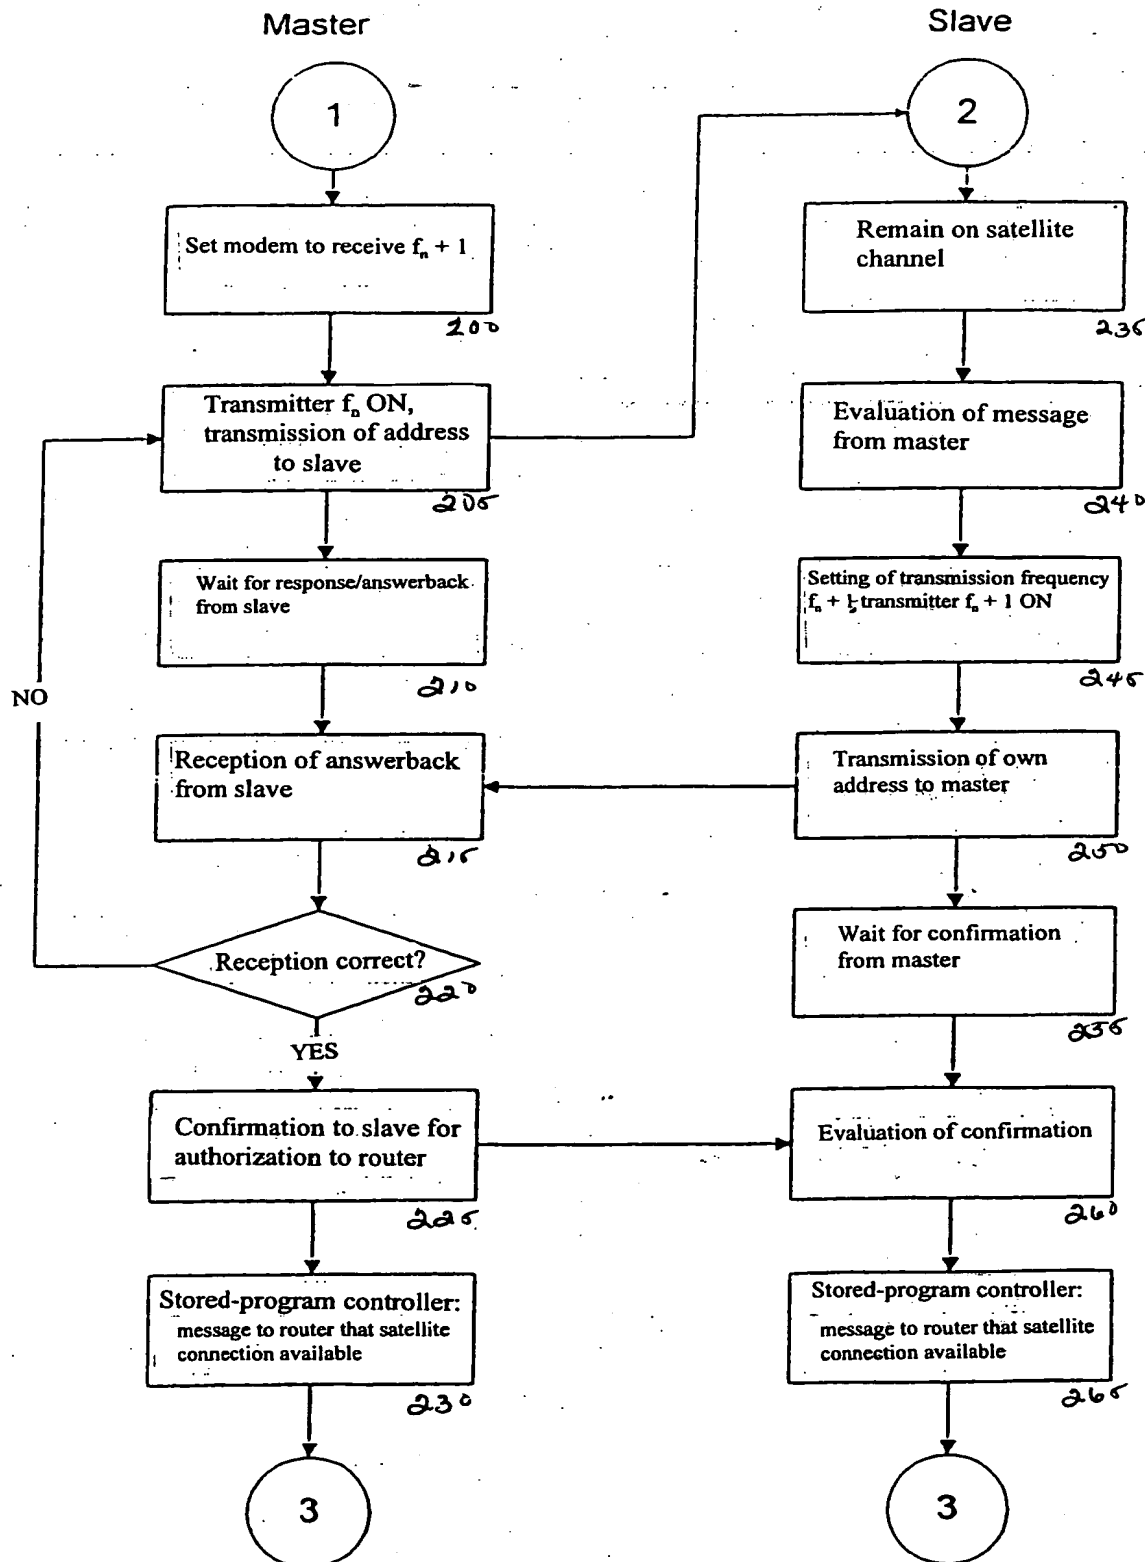 Master
1
Set modem to receive fₙ + 1
200
Transmitter fₙ ON,
transmission of address
to slave
205
Wait for response/answerback
from slave
210
NO
Reception of answerback
from slave
215
Reception correct?
220
YES
Confirmation to slave for
authorization to router
225
Stored-program controller:
message to router that satellite
connection available
230
3
Slave
2
Remain on satellite
channel
235
Evaluation of message
from master
240
Setting of transmission frequency
fₙ + 1; transmitter fₙ + 1 ON
245
Transmission of own
address to master
250
Wait for confirmation
from master
255
Evaluation of confirmation
260
Stored-program controller:
message to router that satellite
connection available
265
3